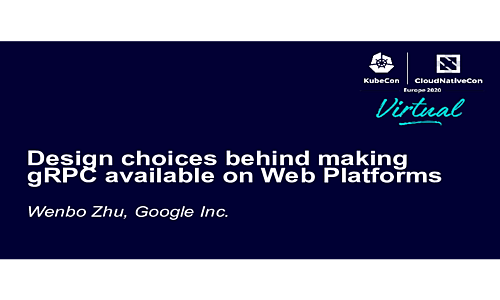 KubeCon
CloudNativeCon
Europe 2020
Virtual
Design choices behind making
gRPC available on Web Platforms
Wenbo Zhu, Google Inc.